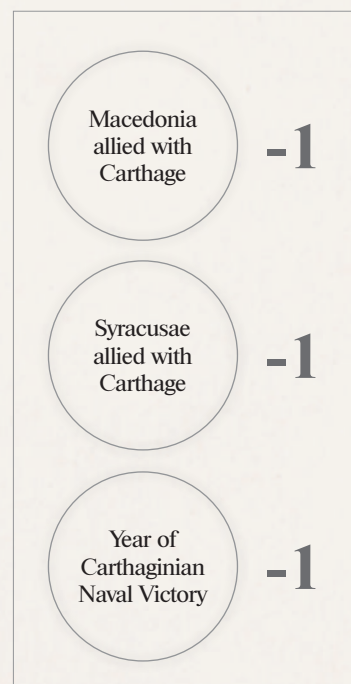 Macedonia
allied with
Carthage
-1
Syracusae
allied with
Carthage
-1
Year of
Carthaginian
Naval Victory
-1